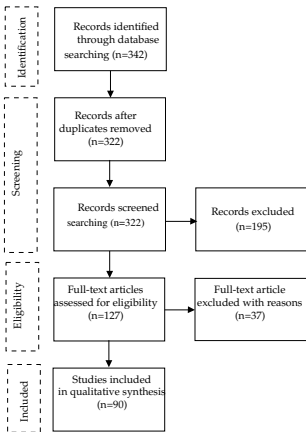 Identification
Records identified
through database
searching (n=342)
Screening
Records after
duplicates removed
(n=322)
Records screened
searching (n=322)
Records excluded
(n=195)
Eligibility
Full-text articles
assessed for eligibility
(n=127)
Full-text article
excluded with reasons
(n=37)
Included
Studies included
in qualitative synthesis
(n=90)